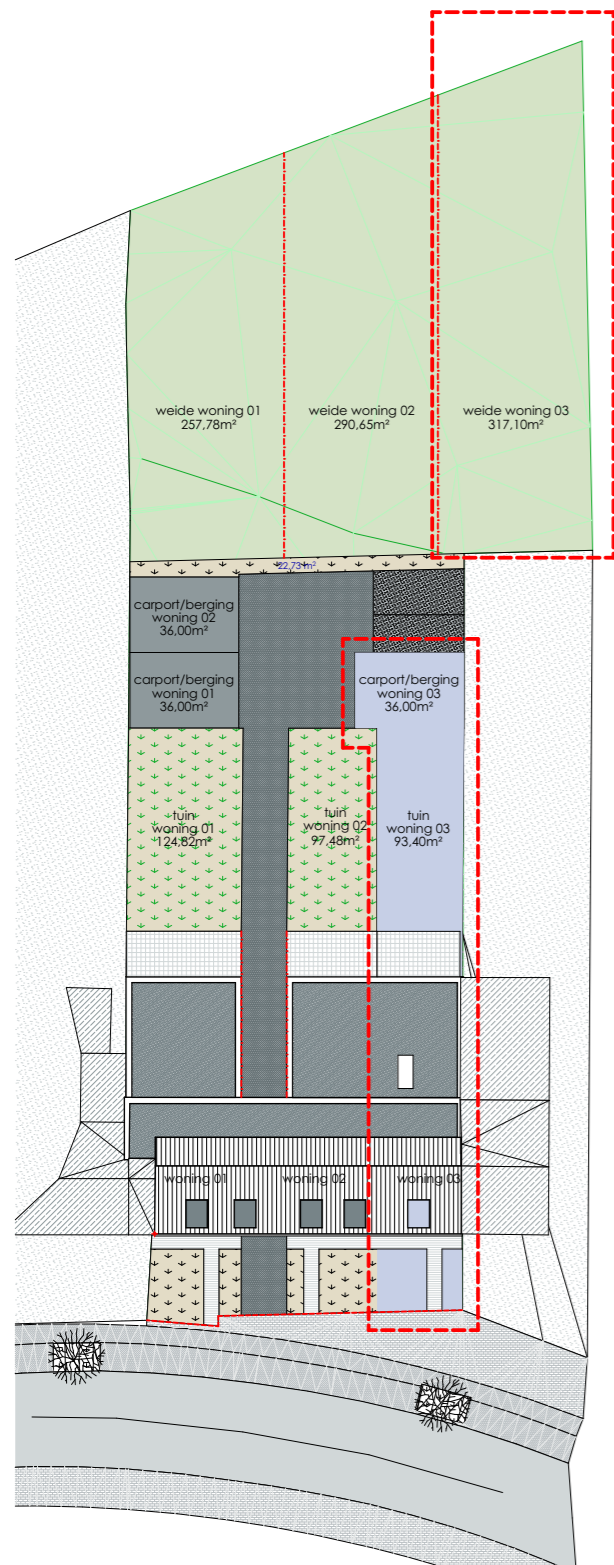 weide woning 01
257,78m²
weide woning 02
290,65m²
weide woning 03
317,10m²
22,73 m²
carport/berging
woning 02
36,00m²
carport/berging
woning 01
36,00m²
carport/berging
woning 03
36,00m²
tuin
woning 01
124,82m²
tuin
woning 02
97,48m²
tuin
woning 03
93,40m²
woning 01
woning 02
woning 03